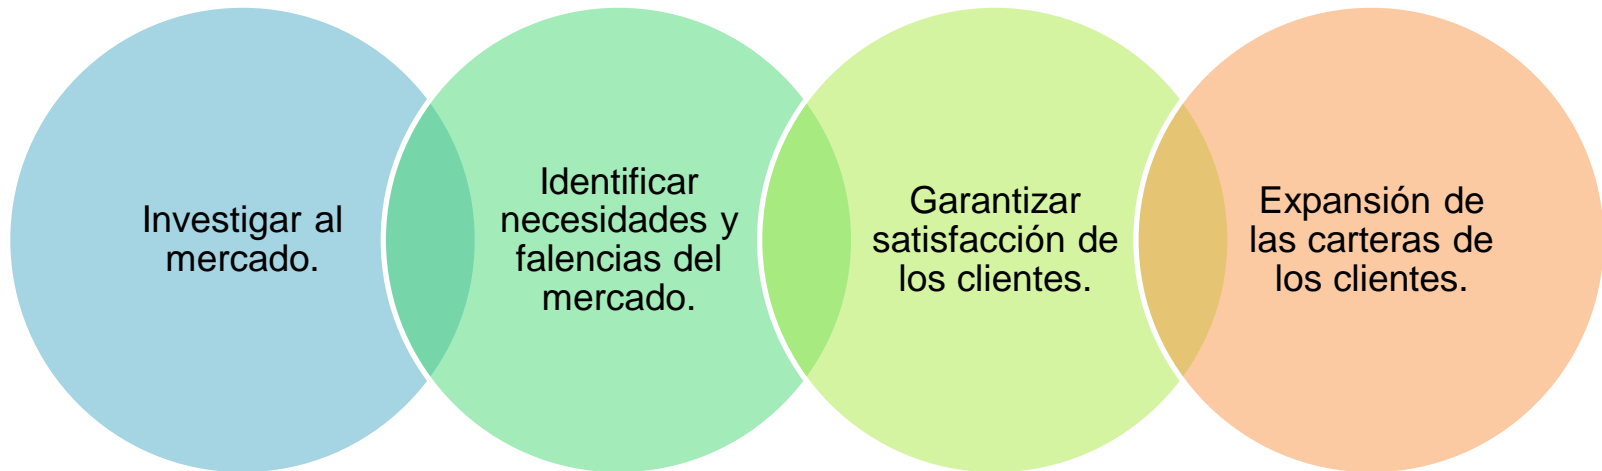 Investigar al
mercado.
Identificar
necesidades y
falencias del
mercado.
Garantizar
satisfacción de
los clientes.
Expansión de
las carteras de
los clientes.